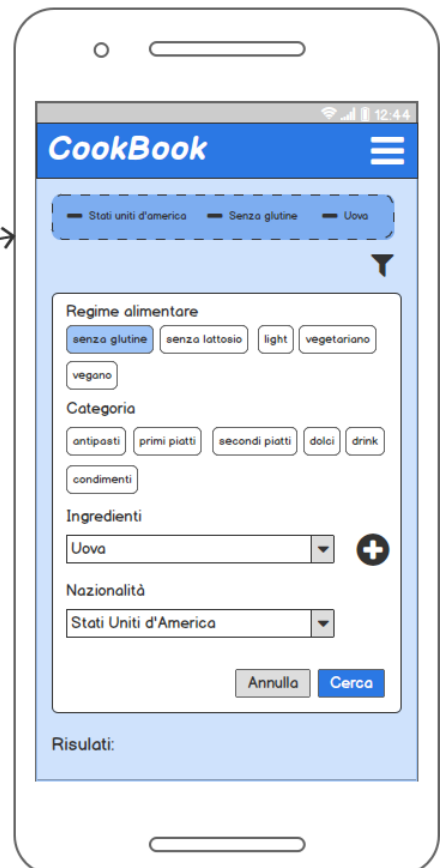 12:44
CookBook
Stati uniti d'america Senza glutine Uova
Regime alimentare
senza glutine senza lattosio light vegetariano
vegano
Categoria
antipasti primi piatti secondi piatti dolci drink
condimenti
Ingredienti
Uova
Nazionalità
Stati Uniti d'America
Annulla Cerca
Risulati: